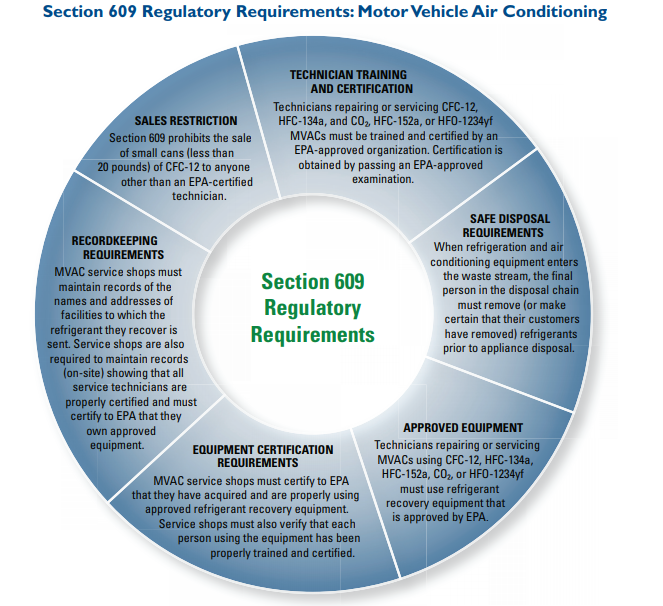 Section 609 Regulatory Requirements: Motor Vehicle Air Conditioning
TECHNICIAN TRAINING
AND CERTIFICATION
Technicians repairing or servicing CFC-12,
HFC-134a, and CO₂, HFC-152a, or HFO-1234yf
MVACs must be trained and certified by an
EPA-approved organization. Certification is
obtained by passing an EPA-approved
examination.
SAFE DISPOSAL
REQUIREMENTS
When refrigeration and air
conditioning equipment enters
the waste stream, the final
person in the disposal chain
must remove (or make
certain that their customers
have removed) refrigerants
prior to appliance disposal.
APPROVED EQUIPMENT
Technicians repairing or servicing
MVACs using CFC-12, HFC-134a,
HFC-152a, CO₂, or HFO-1234yf
must use refrigerant
recovery equipment that
is approved by EPA.
EQUIPMENT CERTIFICATION
REQUIREMENTS
MVAC service shops must certify to EPA
that they have acquired and are properly using
approved refrigerant recovery equipment.
Service shops must also verify that each
person using the equipment has been
properly trained and certified.
RECORDKEEPING
REQUIREMENTS
MVAC service shops must
maintain records of the
names and addresses of
facilities to which the
refrigerant they recover is
sent. Service shops are also
required to maintain records
(on-site) showing that all
service technicians are
properly certified and must
certify to EPA that they
own approved
equipment.
SALES RESTRICTION
Section 609 prohibits the sale
of small cans (less than
20 pounds) of CFC-12 to anyone
other than an EPA-certified
technician.
Section 609
Regulatory
Requirements